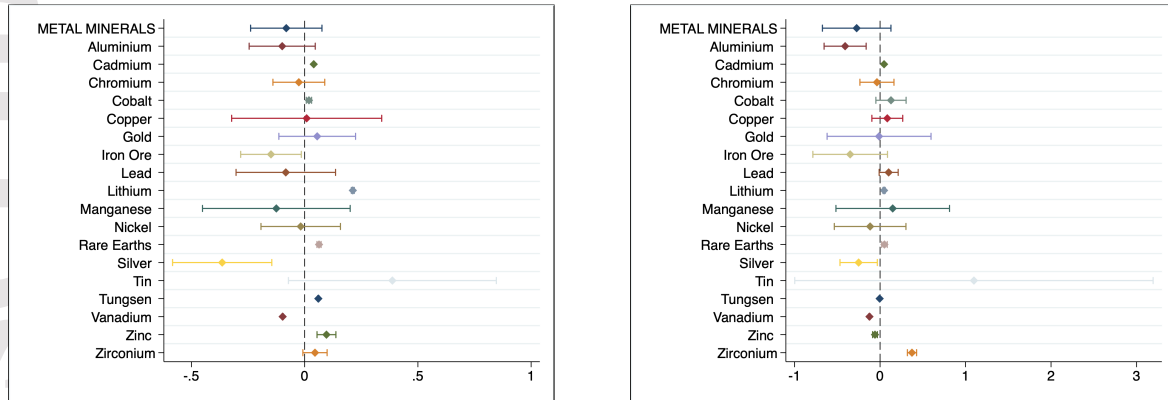 METAL MINERALS
Aluminium
Cadmium
Chromium
Cobalt
Copper
Gold
Iron Ore
Lead
Lithium
Manganese
Nickel
Rare Earths
Silver
Tin
Tungsen
Vanadium
Zinc
Zirconium
-.5 0 .5 1
METAL MINERALS
Aluminium
Cadmium
Chromium
Cobalt
Copper
Gold
Iron Ore
Lead
Lithium
Manganese
Nickel
Rare Earths
Silver
Tin
Tungsen
Vanadium
Zinc
Zirconium
-1 0 1 2 3